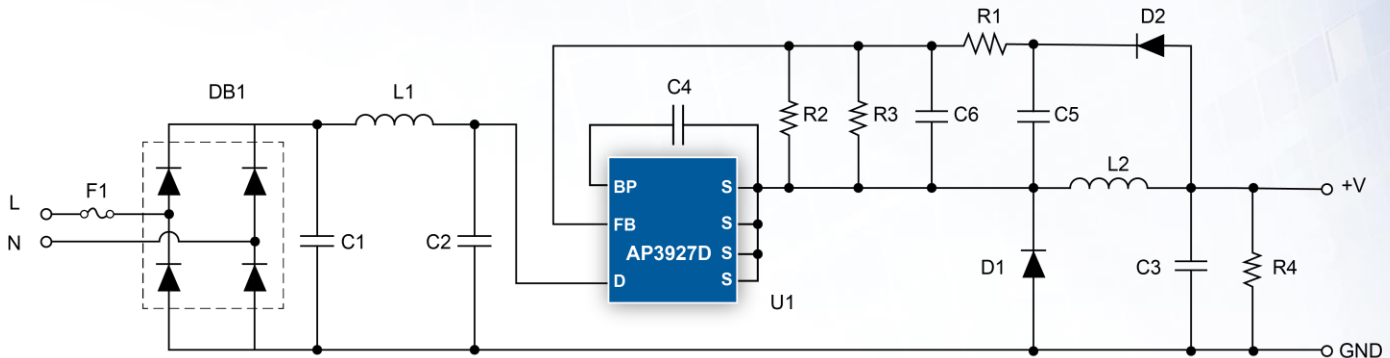 R1 D2
DB1 L1 C4 R2 R3 C6 C5
L2
BP S
L F1 +V
FB S
N C1 C2 AP3927D S D1 C3 R4
D S
U1
GND